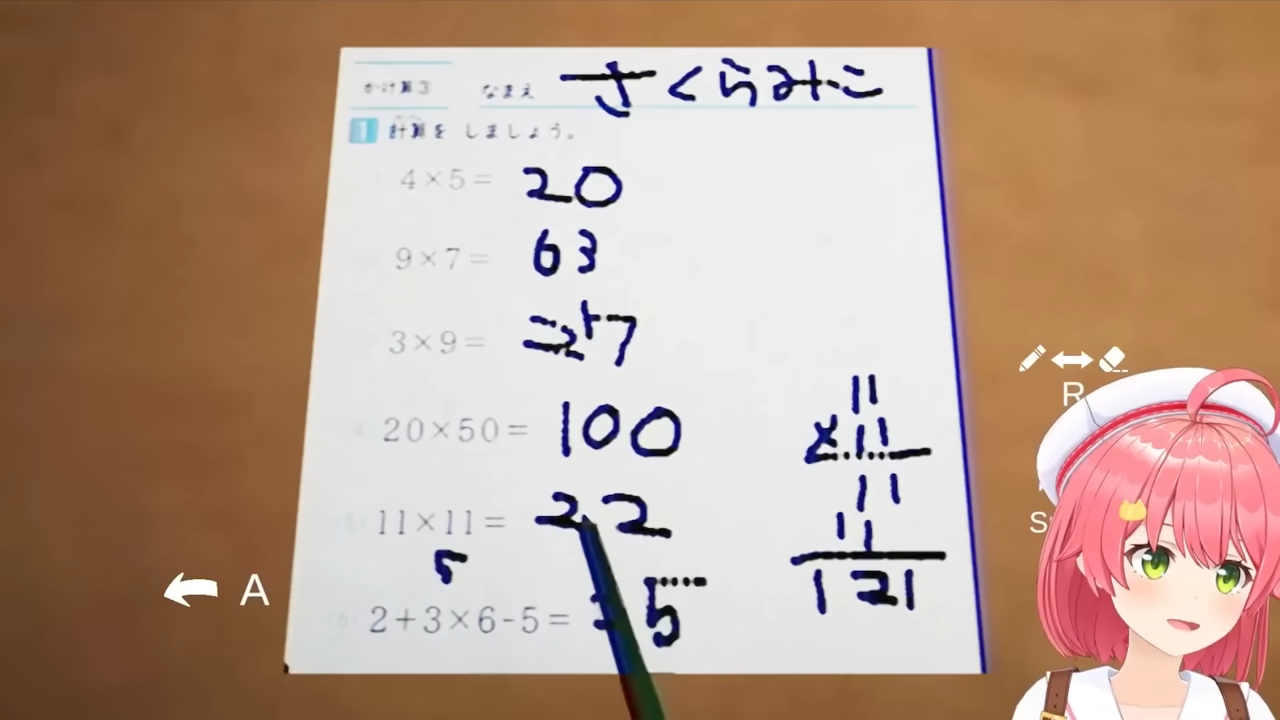 かけ算③ なまえ さくらみこ
1 計算を しましょう。
4×5= 20
9×7= 63
3×9= 27
20×50= 100
11×11= 22
5
2+3×6-5= 5
11
×11
11
11
121
R
A
S